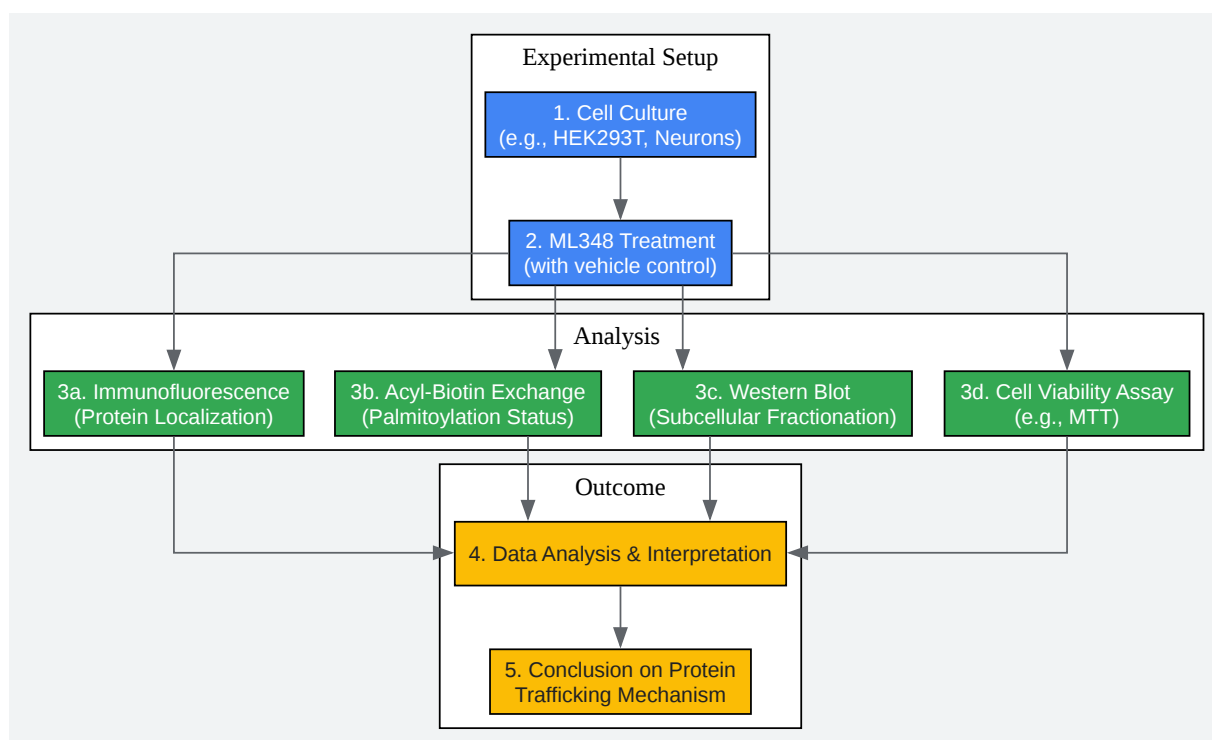 Experimental Setup
1. Cell Culture
(e.g., HEK293T, Neurons)
2. ML348 Treatment
(with vehicle control)
Analysis
3a. Immunofluorescence
(Protein Localization)
3b. Acyl-Biotin Exchange
(Palmitoylation Status)
3c. Western Blot
(Subcellular Fractionation)
3d. Cell Viability Assay
(e.g., MTT)
Outcome
4. Data Analysis & Interpretation
5. Conclusion on Protein
Trafficking Mechanism